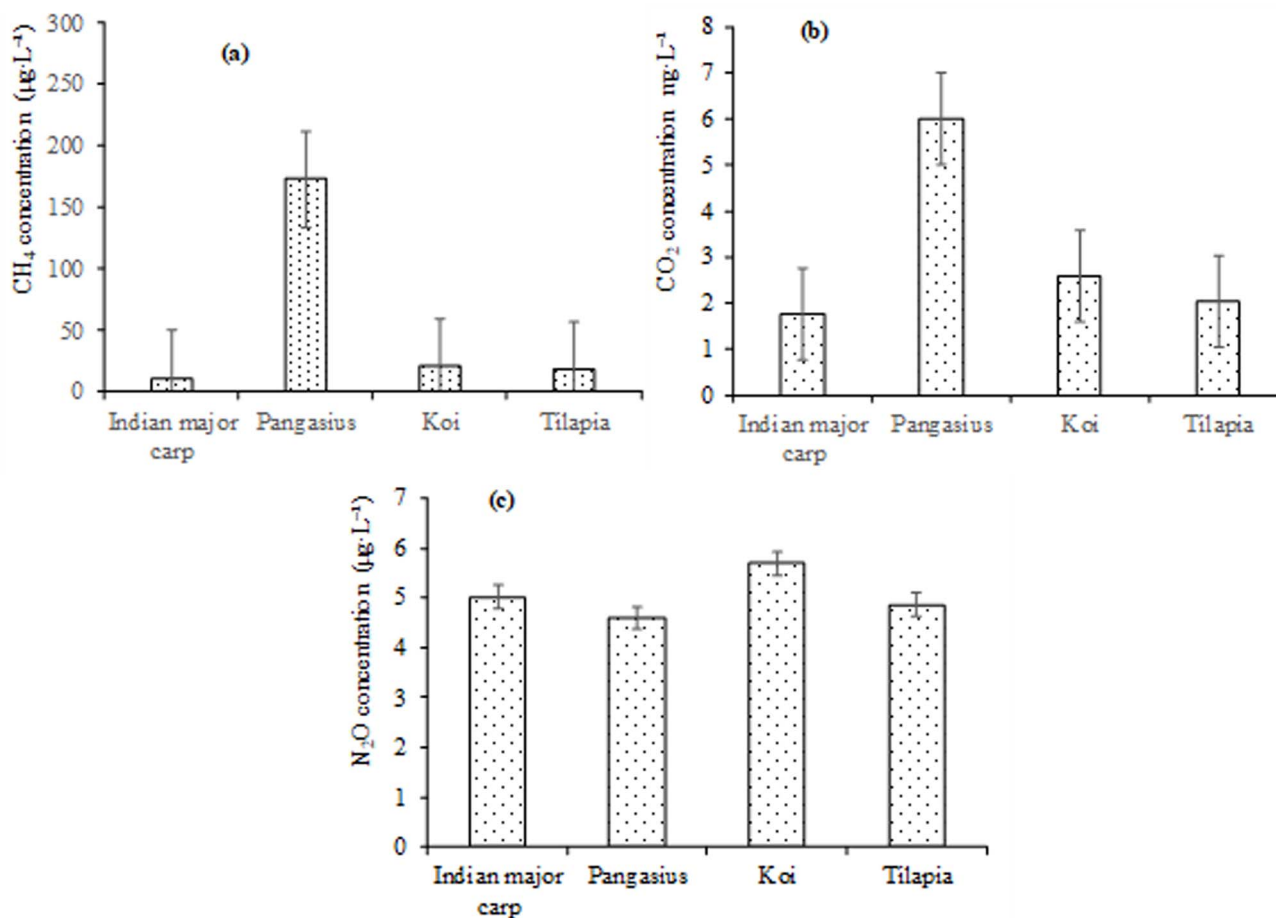 (a)
CH₄ concentration (µg·L⁻¹)
300
250
200
150
100
50
0
Indian major carp
Pangasius
Koi
Tilapia
(b)
CO₂ concentration ng·L⁻¹
8
7
6
5
4
3
2
1
0
Indian major carp
Pangasius
Koi
Tilapia
(c)
N₂O concentration (µg·L⁻¹)
7
6
5
4
3
2
1
0
Indian major carp
Pangasius
Koi
Tilapia